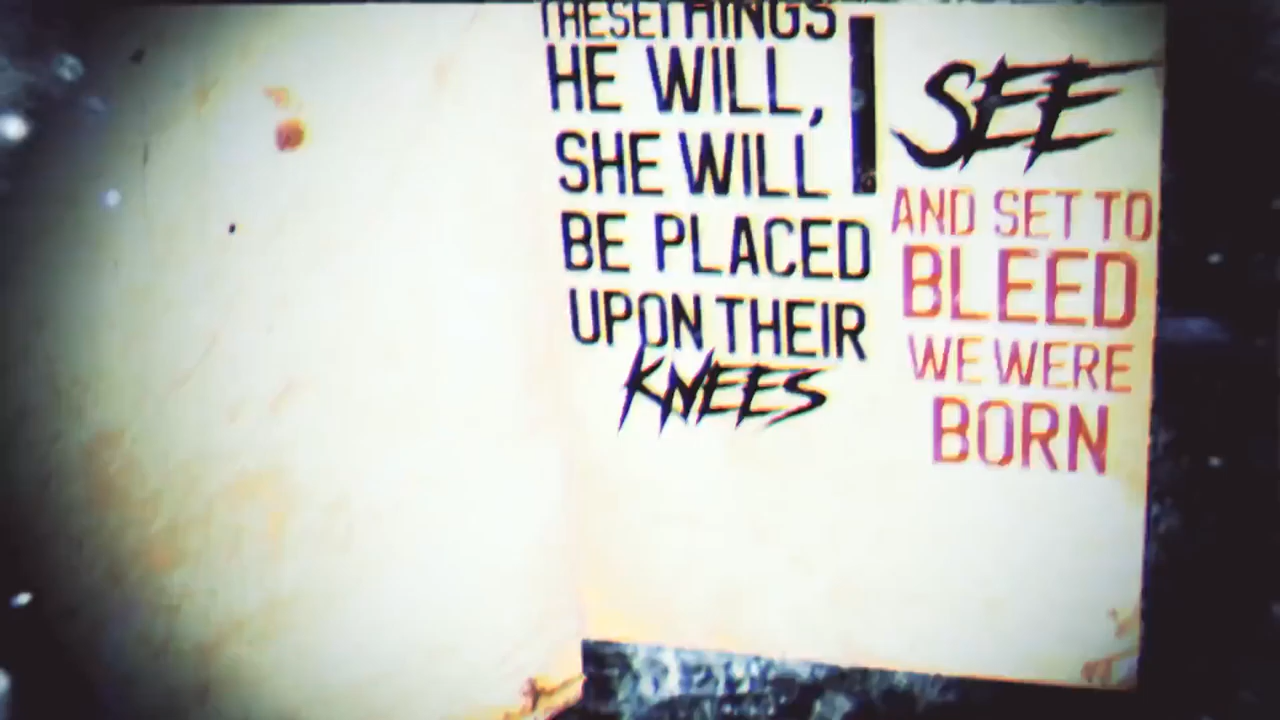 THESE THINGS
HE WILL,
SHE WILL
BE PLACED
UPON THEIR
KNEES
I SEE
AND SET TO
BLEED
WE WERE
BORN